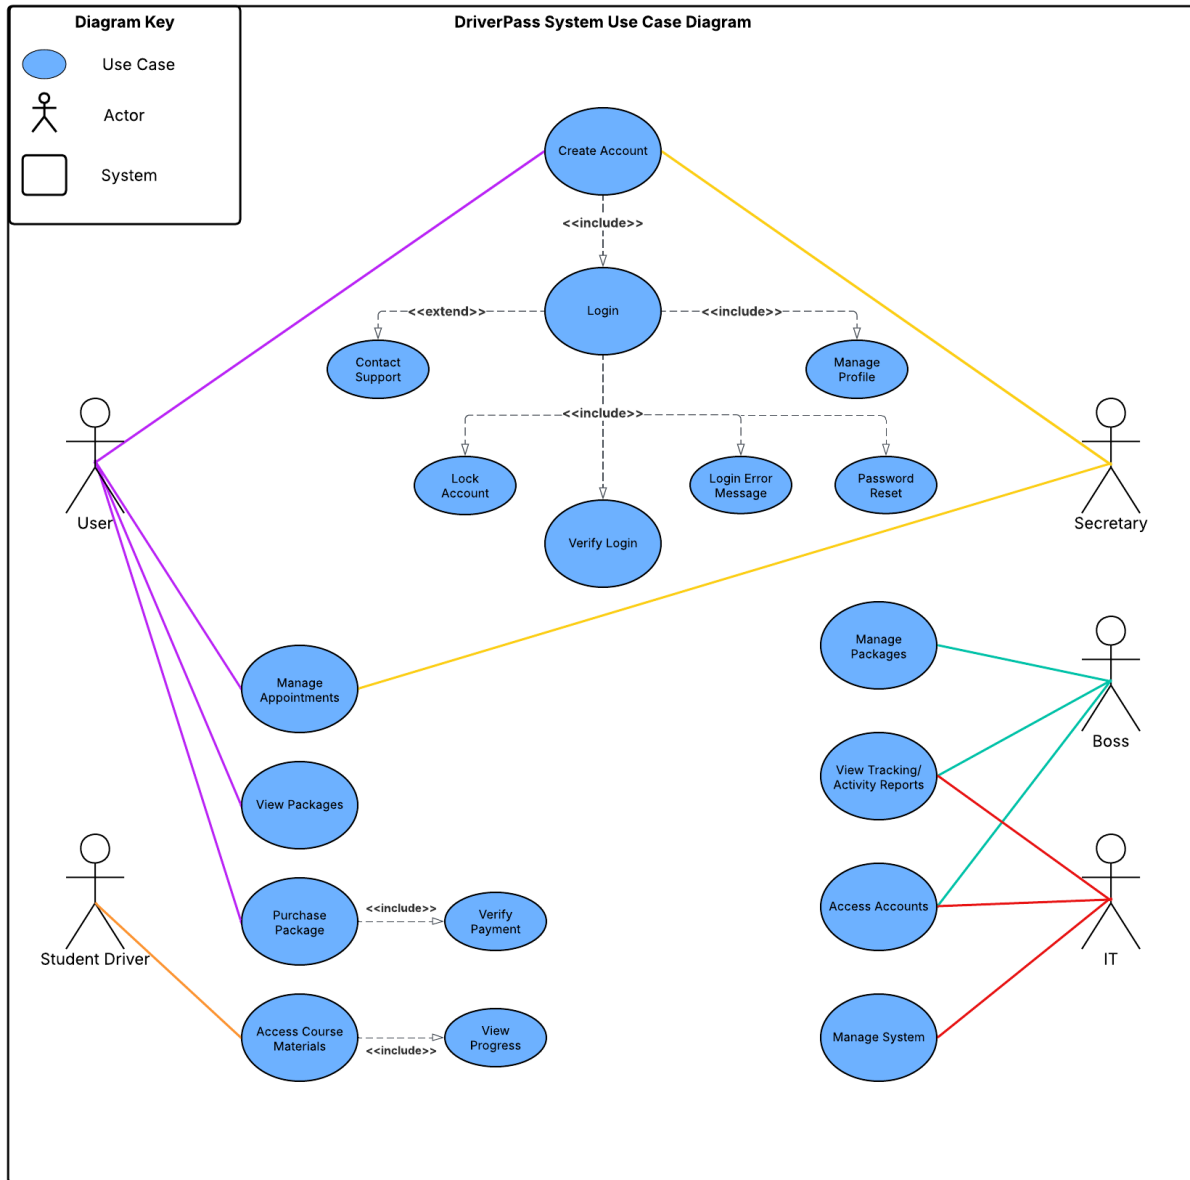 Diagram Key
Use Case
Actor
System
DriverPass System Use Case Diagram
Create Account
<<include>>
Login
<<extend>>
<<include>>
Contact
Support
Manage
Profile
<<include>>
Lock
Account
Login Error
Message
Password
Reset
Verify Login
User
Secretary
Manage
Appointments
Manage
Packages
Boss
View Packages
View Tracking/
Activity Reports
Purchase
Package
<<include>>
Verify
Payment
Access Accounts
Student Driver
IT
Access Course
Materials
<<include>>
View
Progress
Manage System